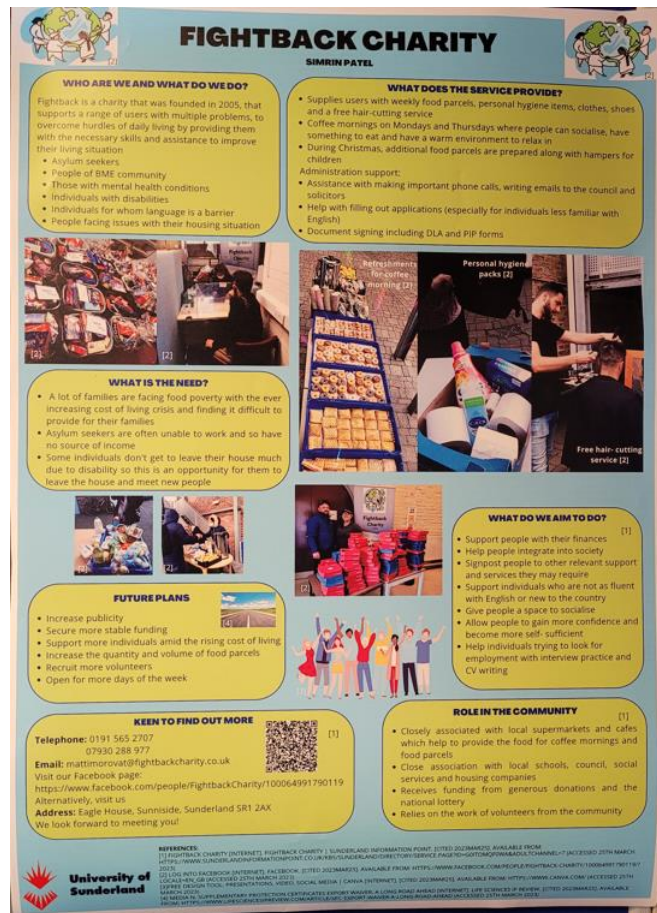 FIGHTBACK CHARITY
SIMRIN PATEL
[2]
[2]
WHO ARE WE AND WHAT DO WE DO?
Fightback is a charity that was founded in 2005, that
supports a range of users with multiple problems, to
overcome hurdles of daily living by providing them
with the necessary skills and assistance to improve
their living situation
• Asylum seekers
• People of BME community
• Those with mental health conditions
• Individuals with disabilities
• Individuals for whom language is a barrier
• People facing issues with their housing situation
WHAT DOES THE SERVICE PROVIDE?
• Supplies users with weekly food parcels, personal hygiene items, clothes, shoes
and a free hair-cutting service
• Coffee mornings on Mondays and Thursdays where people can socialise, have
something to eat and have a warm environment to relax in
• During Christmas, additional food parcels are prepared along with hampers for
children
Administration support:
• Assistance with making important phone calls, writing emails to the council and
solicitors
• Help with filling out applications (especially for individuals less familiar with
English)
• Document signing including DLA and PIP forms
[2]
[2]
Refreshments
for coffee
morning [2]
Personal hygiene
packs [2]
Free hair- cutting
service [2]
WHAT IS THE NEED?
• A lot of families are facing food poverty with the ever
increasing cost of living crisis and finding it difficult to
provide for their families
• Asylum seekers are often unable to work and so have
no source of income
• Some individuals don't get to leave their house much
due to disability so this is an opportunity for them to
leave the house and meet new people
[2]
[2]
Fightback
Charity
[2]
WHAT DO WE AIM TO DO?
[1]
• Support people with their finances
• Help people integrate into society
• Signpost people to other relevant support
and services they may require
• Support individuals who are not as fluent
with English or new to the country
• Give people a space to socialise
• Allow people to gain more confidence and
become more self- sufficient
• Help individuals trying to look for
employment with interview practice and
CV writing
FUTURE PLANS
[4]
• Increase publicity
• Secure more stable funding
• Support more individuals amid the rising cost of living
• Increase the quantity and volume of food parcels
• Recruit more volunteers
• Open for more days of the week
KEEN TO FIND OUT MORE
[1]
Telephone: 0191 565 2707
07930 288 977
Email: mattimorovat@fightbackcharity.co.uk
Visit our Facebook page:
https://www.facebook.com/people/FightbackCharity/100064991790119
Alternatively, visit us
Address: Eagle House, Sunniside, Sunderland SR1 2AX
We look forward to meeting you!
ROLE IN THE COMMUNITY
[1]
• Closely associated with local supermarkets and cafes
which help to provide the food for coffee mornings and
food parcels
• Close association with local schools, council, social
services and housing companies
• Receives funding from generous donations and the
national lottery
• Relies on the work of volunteers from the community
University of
Sunderland
REFERENCES:
[1] FIGHTBACK CHARITY [INTERNET]. FIGHTBACK CHARITY | SUNDERLAND INFORMATION POINT. [CITED 2023MAR25]. AVAILABLE FROM: